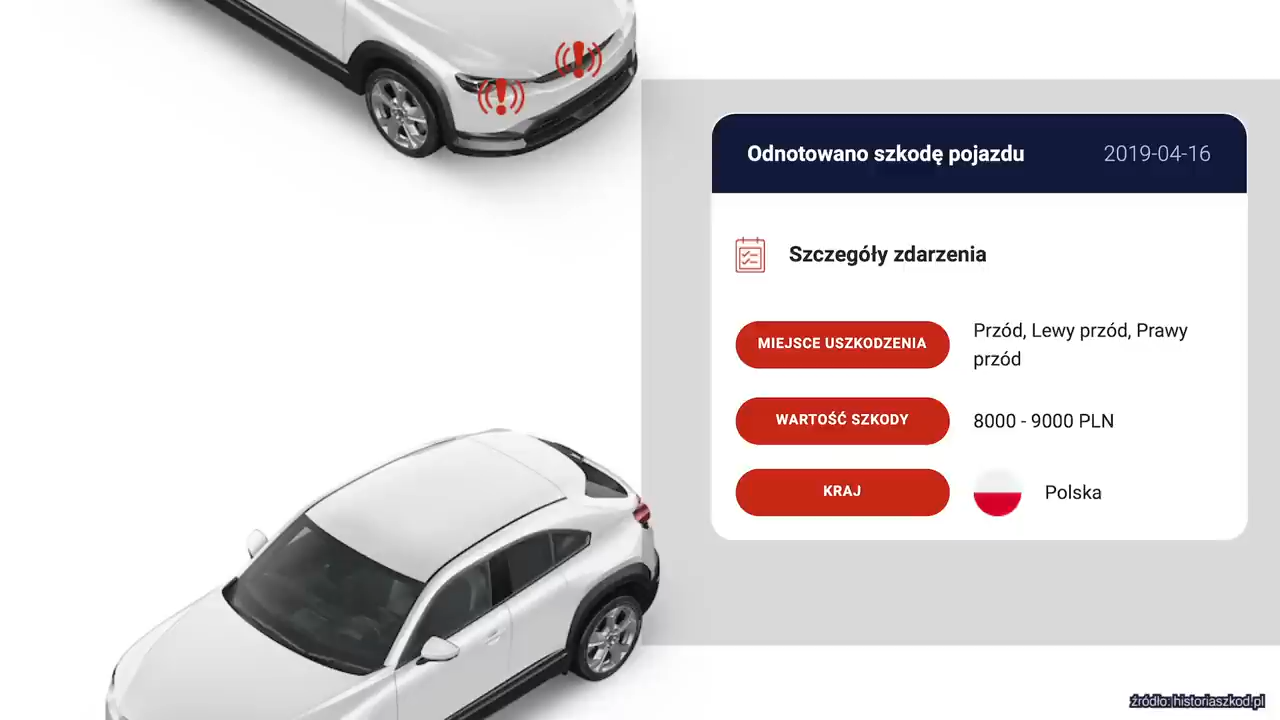 Odnotowano szkodę pojazdu 2019-04-16
Szczegóły zdarzenia
MIEJSCE USZKODZENIA Przód, Lewy przód, Prawy
przód
WARTOŚĆ SZKODY 8000 - 9000 PLN
KRAJ Polska
źródło: historiaszkod.pl